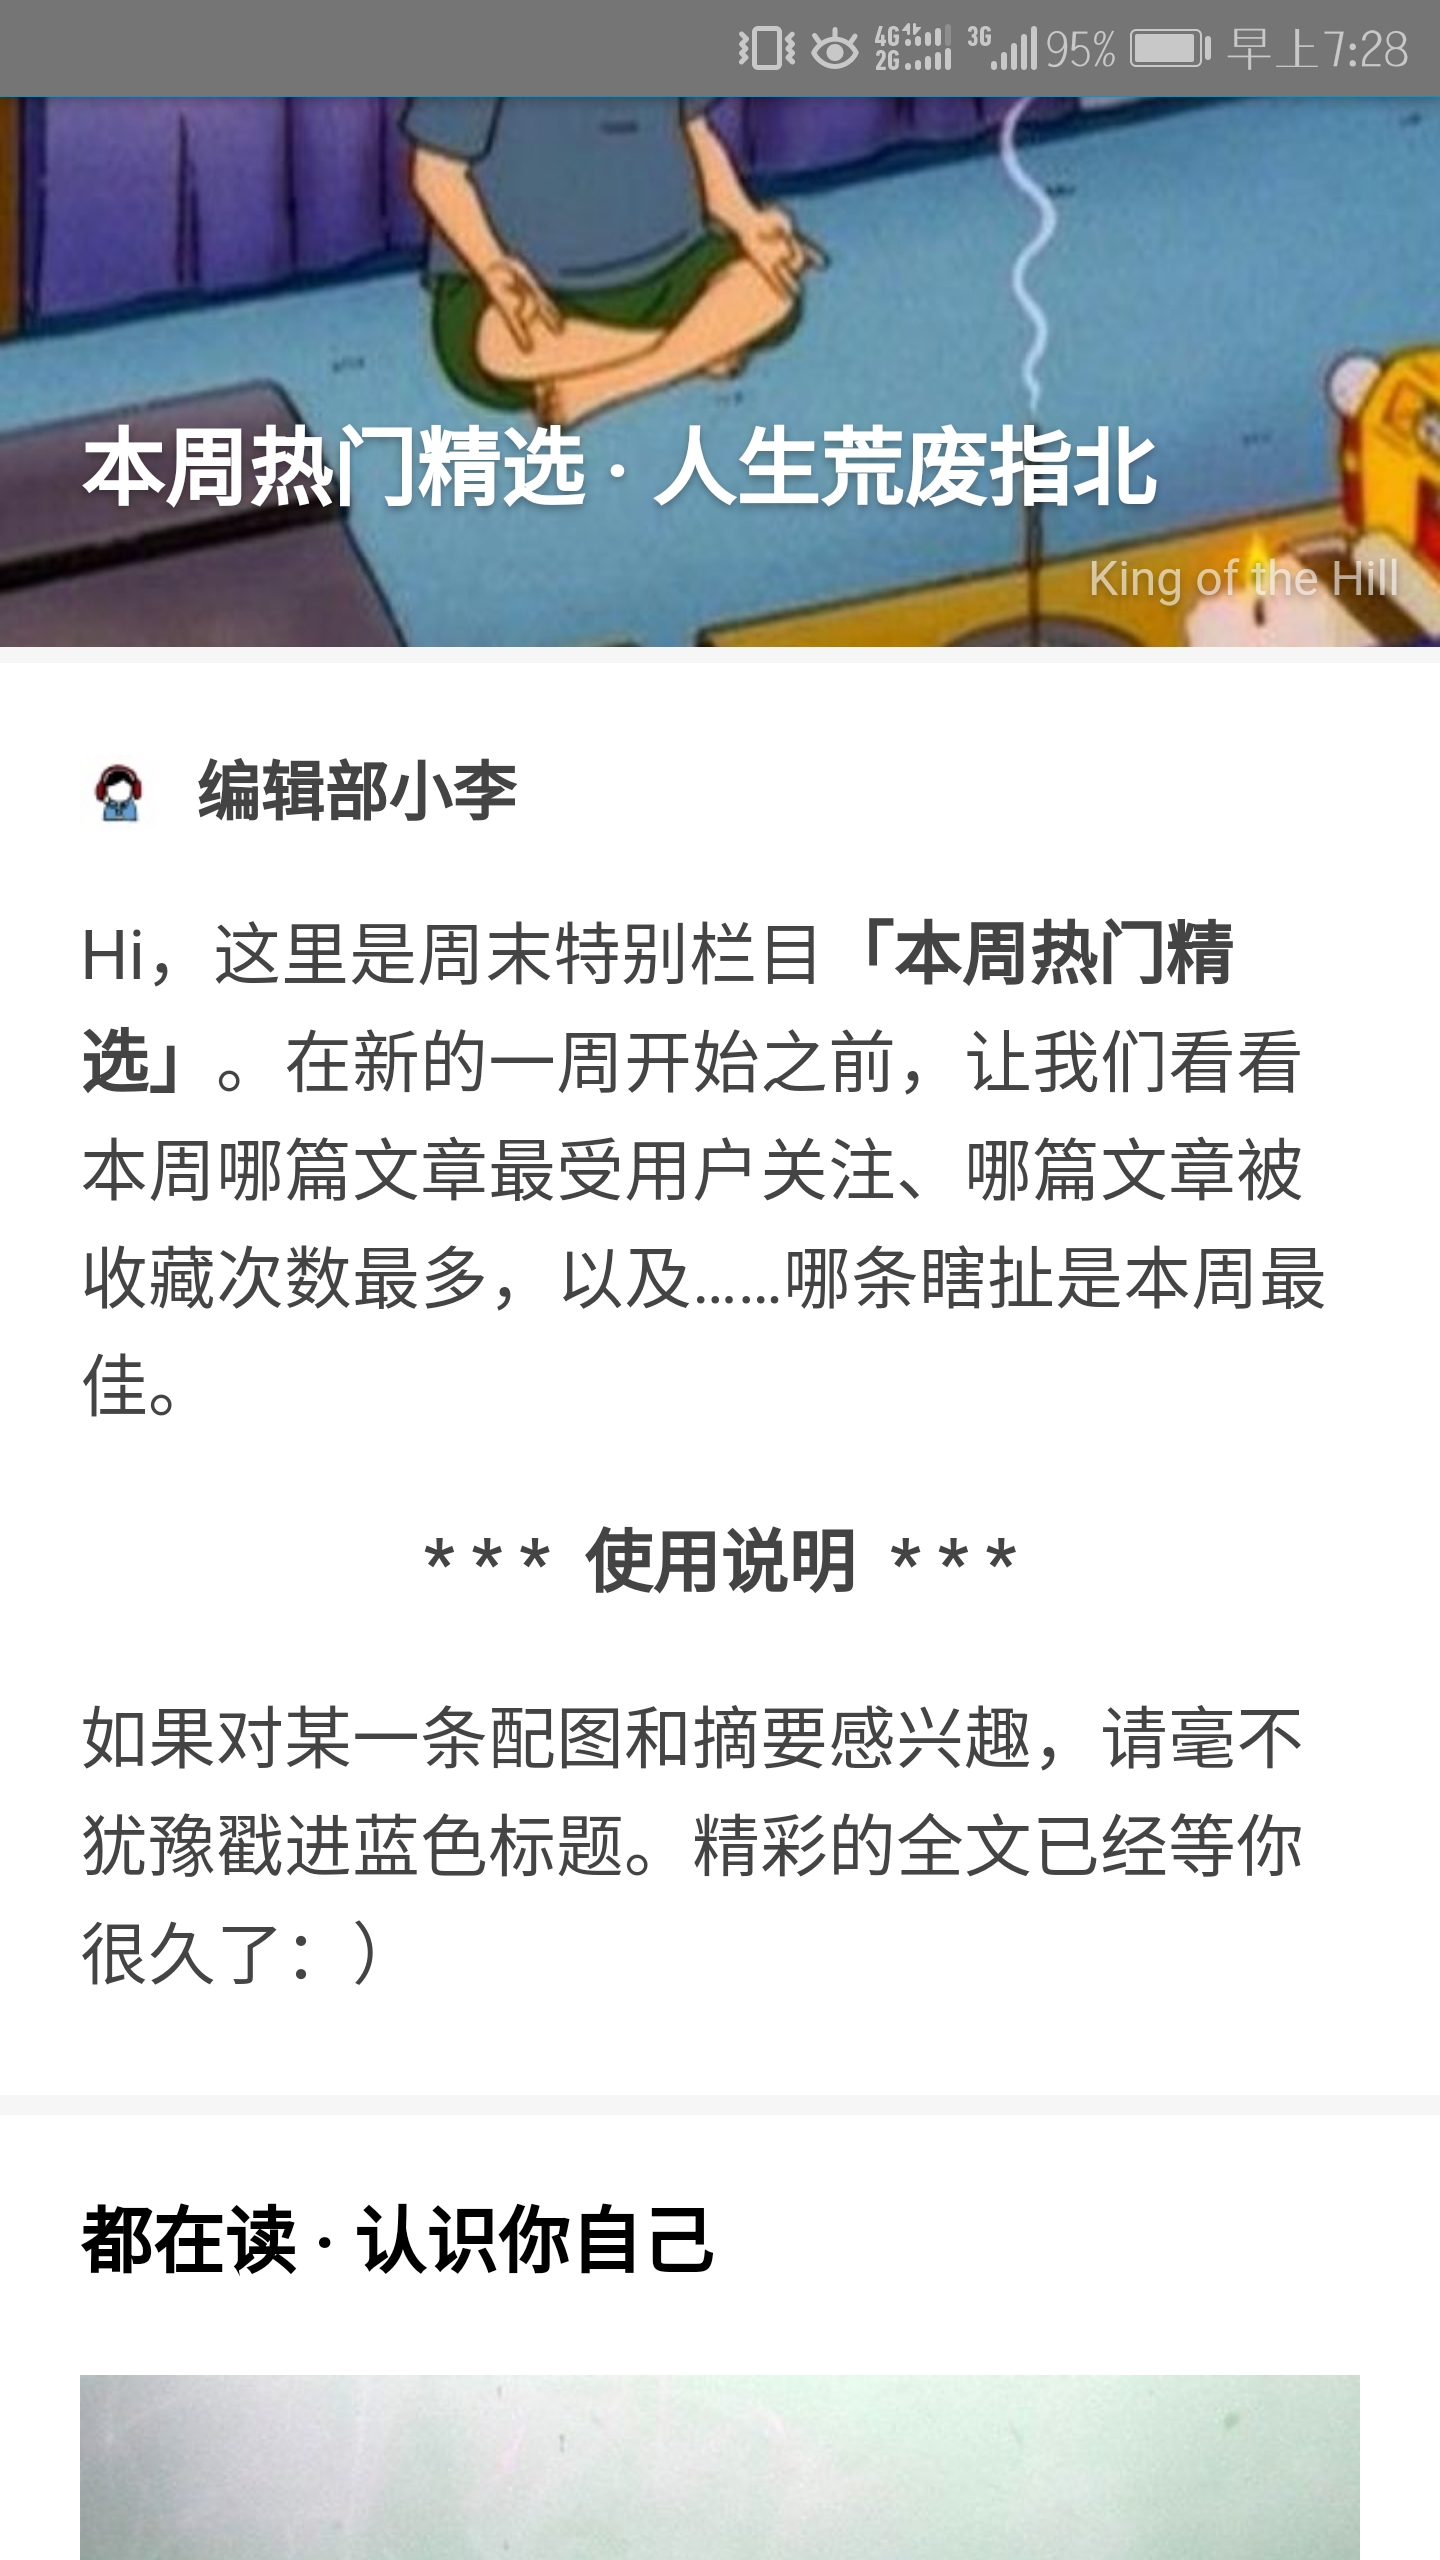 4G 2G 3G 95% 早上7:28
本周热门精选 · 人生荒废指北
King of the Hill
编辑部小李
Hi，这里是周末特别栏目「本周热门精
选」。在新的一周开始之前，让我们看看
本周哪篇文章最受用户关注、哪篇文章被
收藏次数最多，以及……哪条瞎扯是本周最
佳。
*** 使用说明 ***
如果对某一条配图和摘要感兴趣，请毫不
犹豫戳进蓝色标题。精彩的全文已经等你
很久了：）
都在读 · 认识你自己